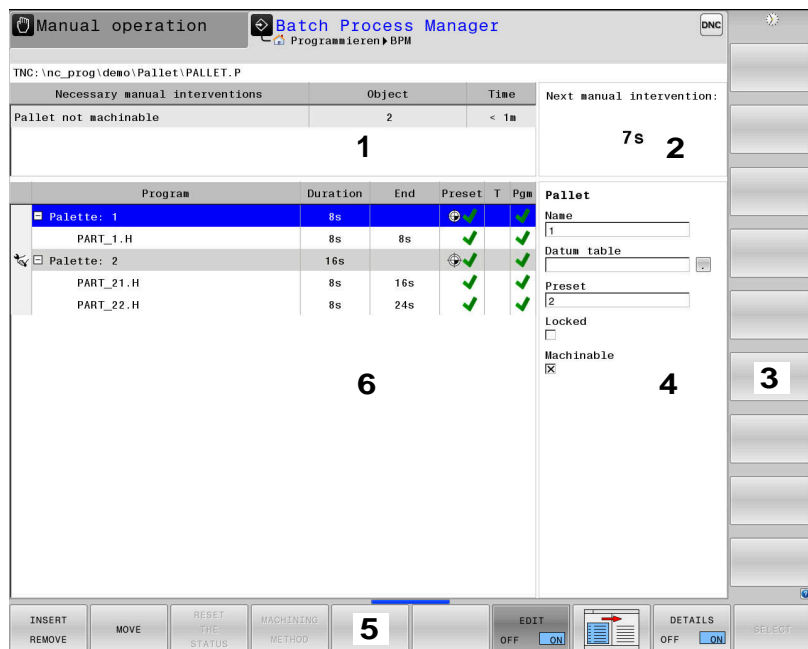 Manual operation
Batch Process Manager
DNC
Programmieren BPM
TNC:\nc_prog\demo\Pallet\PALLET.P
Necessary manual interventions Object Time
Next manual intervention:
Pallet not machinable 2 < 1m
7s
1
2
Program Duration End Preset T Pgm
Pallet
Palette: 1 8s
Name
1
PART_1.H 8s 8s
Datum table
Palette: 2 16s
PART_21.H 8s 16s
Preset
2
PART_22.H 8s 24s
Locked
Machinable
6
4
3
INSERT
REMOVE
MOVE
RESET
THE
STATUS
MACHINING
METHOD
5
EDIT
OFF ON
DETAILS
OFF ON
SELECT